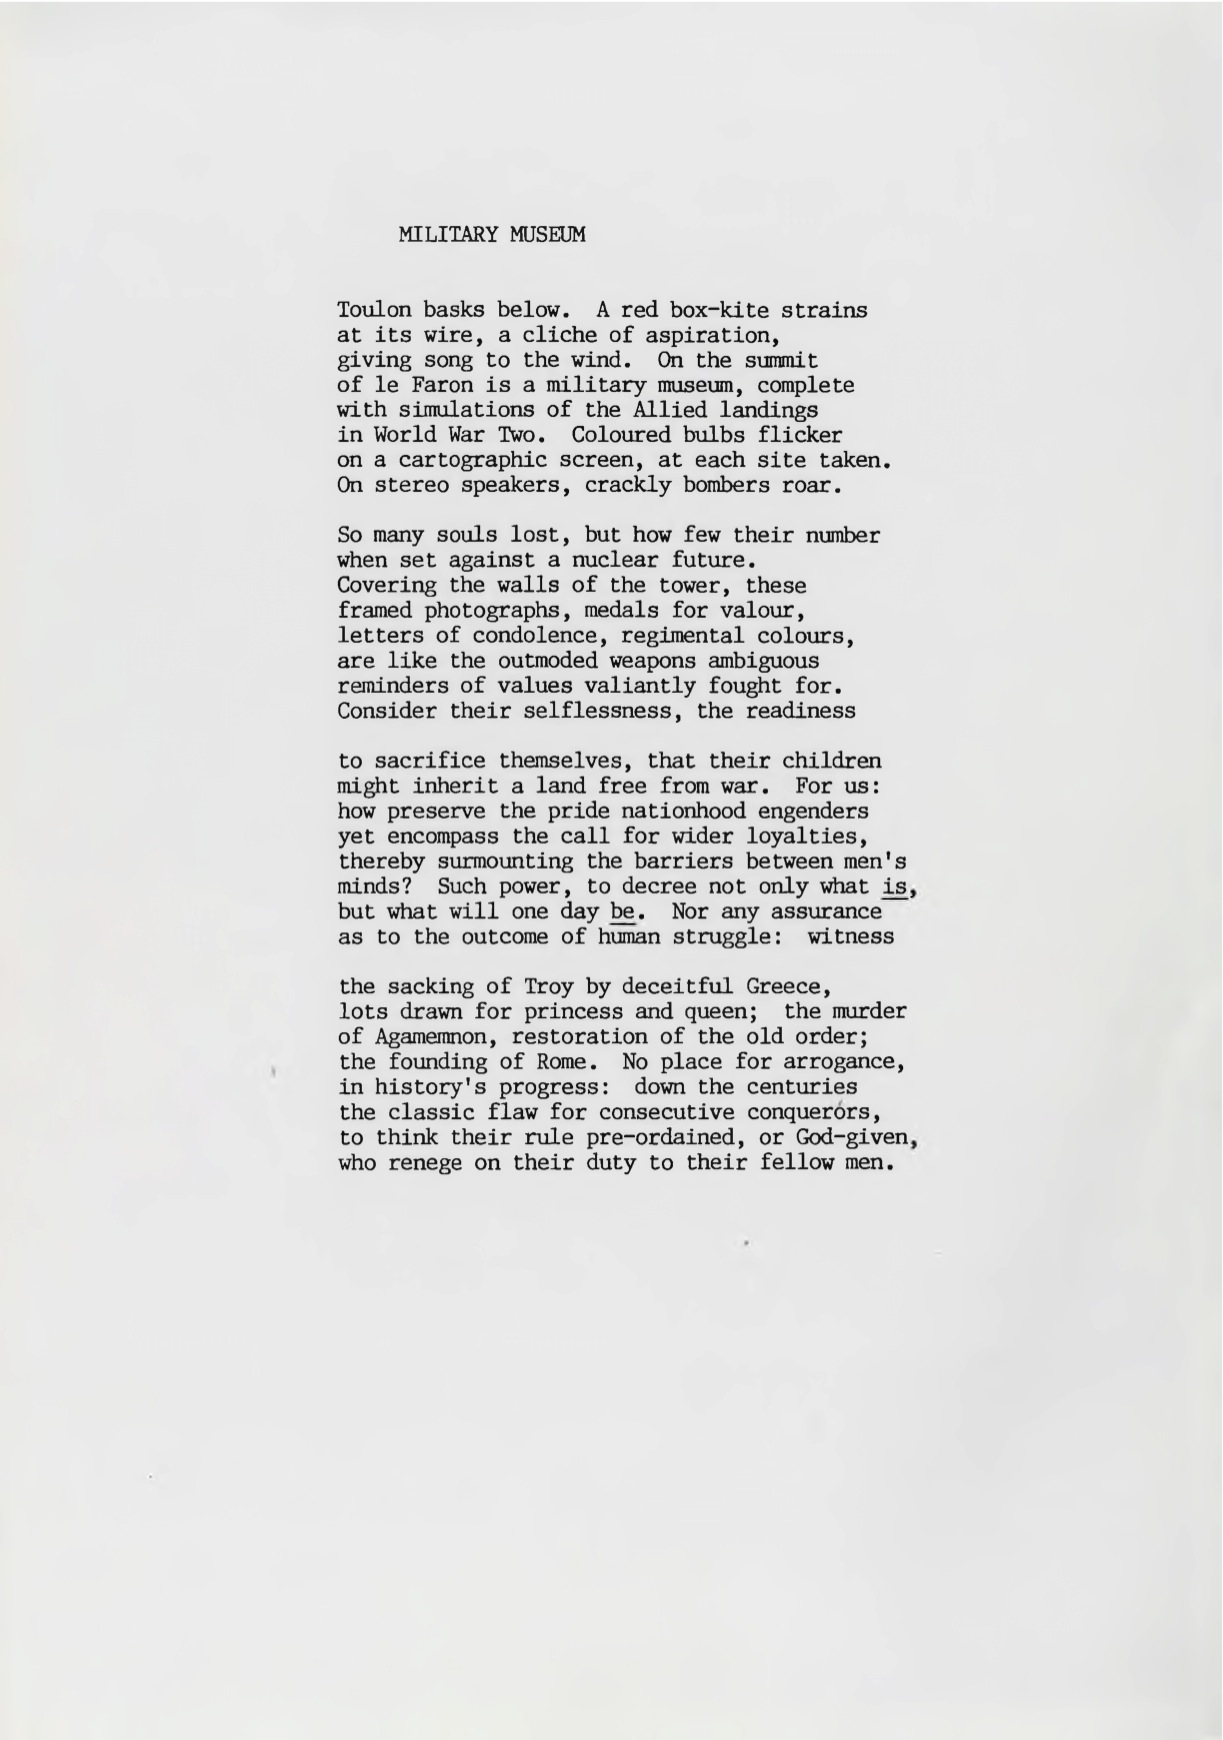 MILITARY MUSEUM
Toulon basks below.  A red box-kite strains
at its wire, a cliche of aspiration,
giving song to the wind.  On the summit
of le Faron is a military museum, complete
with simulations of the Allied landings
in World War Two.  Coloured bulbs flicker
on a cartographic screen, at each site taken.
On stereo speakers, crackly bombers roar.
So many souls lost, but how few their number
when set against a nuclear future.
Covering the walls of the tower, these
framed photographs, medals for valour,
letters of condolence, regimental colours,
are like the outmoded weapons ambiguous
reminders of values valiantly fought for.
Consider their selflessness, the readiness
to sacrifice themselves, that their children
might inherit a land free from war.  For us:
how preserve the pride nationhood engenders
yet encompass the call for wider loyalties,
thereby surmounting the barriers between men's
minds?  Such power, to decree not only what is,
but what will one day be.  Nor any assurance
as to the outcome of human struggle:  witness
the sacking of Troy by deceitful Greece,
lots drawn for princess and queen;  the murder
of Agamemnon, restoration of the old order;
the founding of Rome.  No place for arrogance,
in history's progress:  down the centuries
the classic flaw for consecutive conquerors,
to think their rule pre-ordained, or God-given,
who renege on their duty to their fellow men.